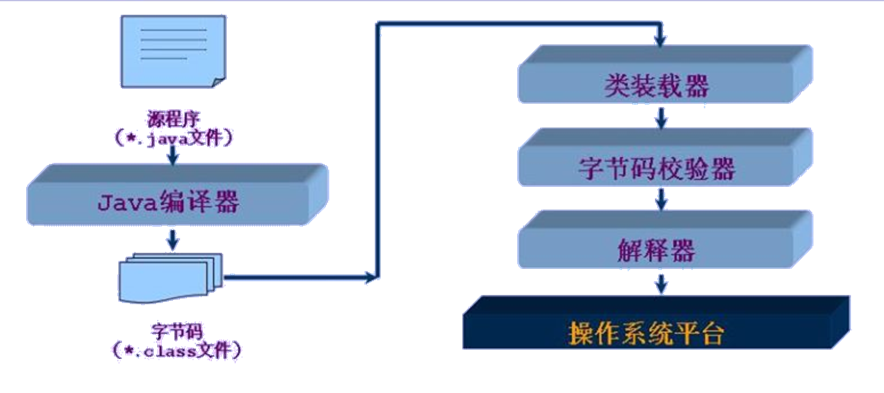 源程序
(*.java文件)
Java编译器
字节码
(*.class文件)
类装载器
字节码校验器
解释器
操作系统平台